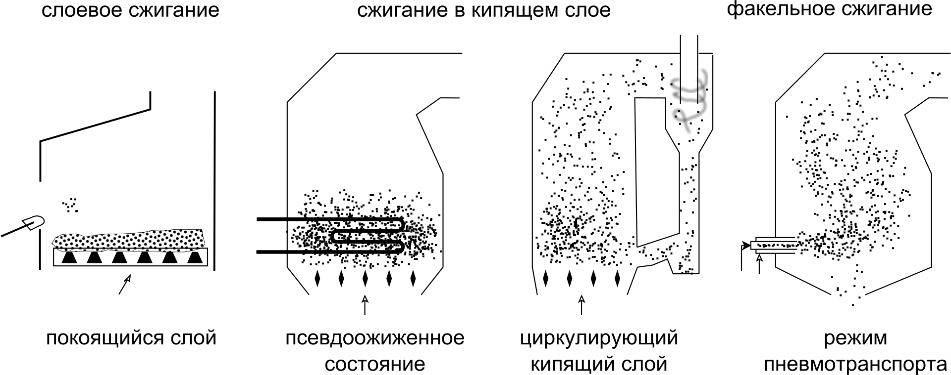 слоевое сжигание
сжигание в кипящем слое
факельное сжигание
покоящийся слой
псевдоожиженное
состояние
циркулирующий
кипящий слой
режим
пневмотранспорта